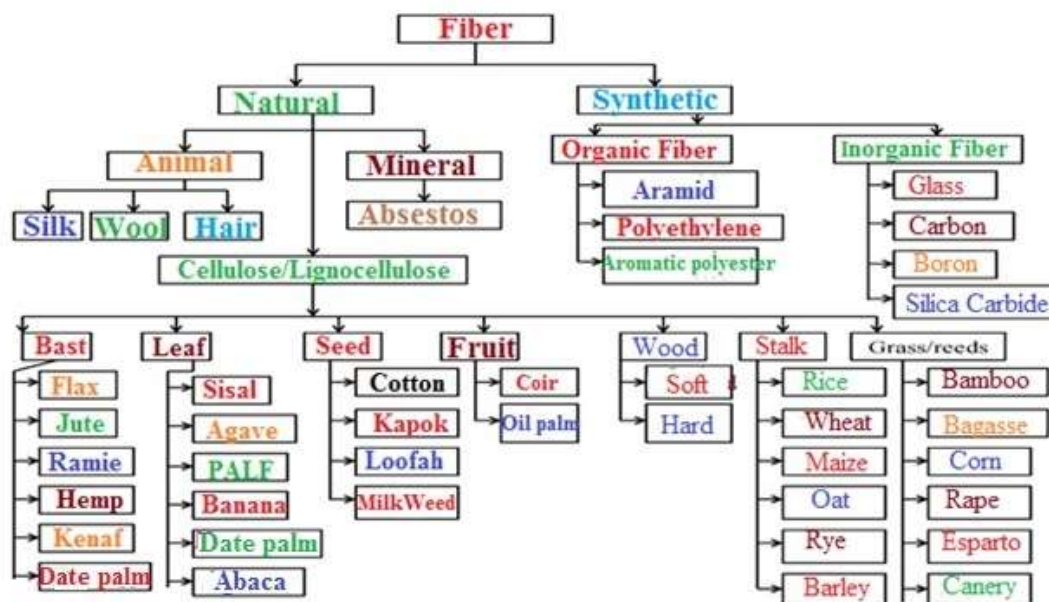 Fiber
Natural
Synthetic
Animal
Mineral
Organic Fiber
Inorganic Fiber
Silk
Wool
Hair
Absestos
Aramid
Polyethylene
Aromatic polyester
Glass
Carbon
Boron
Silica Carbide
Cellulose/Lignocellulose
Bast
Leaf
Seed
Fruit
Wood
Stalk
Grass/reeds
Flax
Jute
Ramie
Hemp
Kenaf
Date palm
Sisal
Agave
PALF
Banana
Date palm
Abaca
Cotton
Kapok
Loofah
MilkWeed
Coir
Oil palm
Soft
Hard
Rice
Wheat
Maize
Oat
Rye
Barley
Bamboo
Bagasse
Corn
Rape
Esparto
Canery